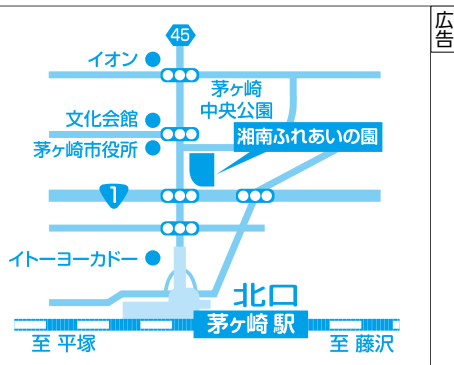 広告
45
イオン
茅ヶ崎
中央公園
文化会館
湘南ふれあいの園
茅ヶ崎市役所
1
イトーヨーカドー
北口
茅ヶ崎駅
至 平塚
至 藤沢